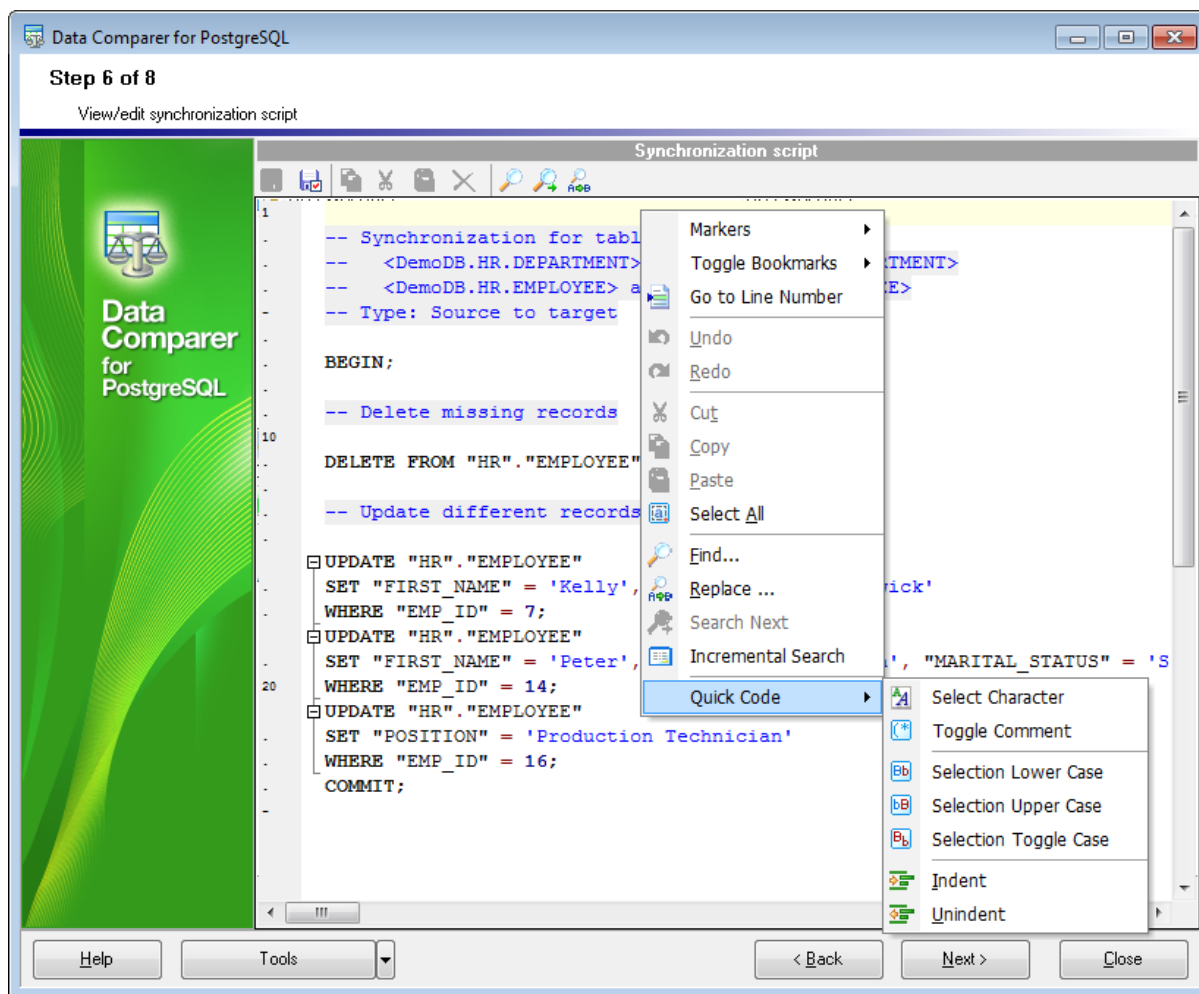 Data Comparer for PostgreSQL
Step 6 of 8
View/edit synchronization script
Synchronization script
Data
Comparer
for
PostgreSQL
1
-- Synchronization for tabl
-- <DemoDB.HR.DEPARTMENT> TMENT>
-- <DemoDB.HR.EMPLOYEE> a EE>
-- Type: Source to target
BEGIN;
-- Delete missing records
10
DELETE FROM "HR"."EMPLOYEE"
-- Update different records
UPDATE "HR"."EMPLOYEE"
SET "FIRST_NAME" = 'Kelly', ick'
WHERE "EMP_ID" = 7;
UPDATE "HR"."EMPLOYEE"
SET "FIRST_NAME" = 'Peter', ', "MARITAL_STATUS" = 'S
20 WHERE "EMP_ID" = 14;
UPDATE "HR"."EMPLOYEE"
SET "POSITION" = 'Production Technician'
WHERE "EMP_ID" = 16;
COMMIT;
Markers
Toggle Bookmarks
Go to Line Number
Undo
Redo
Cut
Copy
Paste
Select All
Find...
Replace ...
Search Next
Incremental Search
Quick Code
Select Character
Toggle Comment
Selection Lower Case
Selection Upper Case
Selection Toggle Case
Indent
Unindent
Help
Tools
< Back
Next >
Close